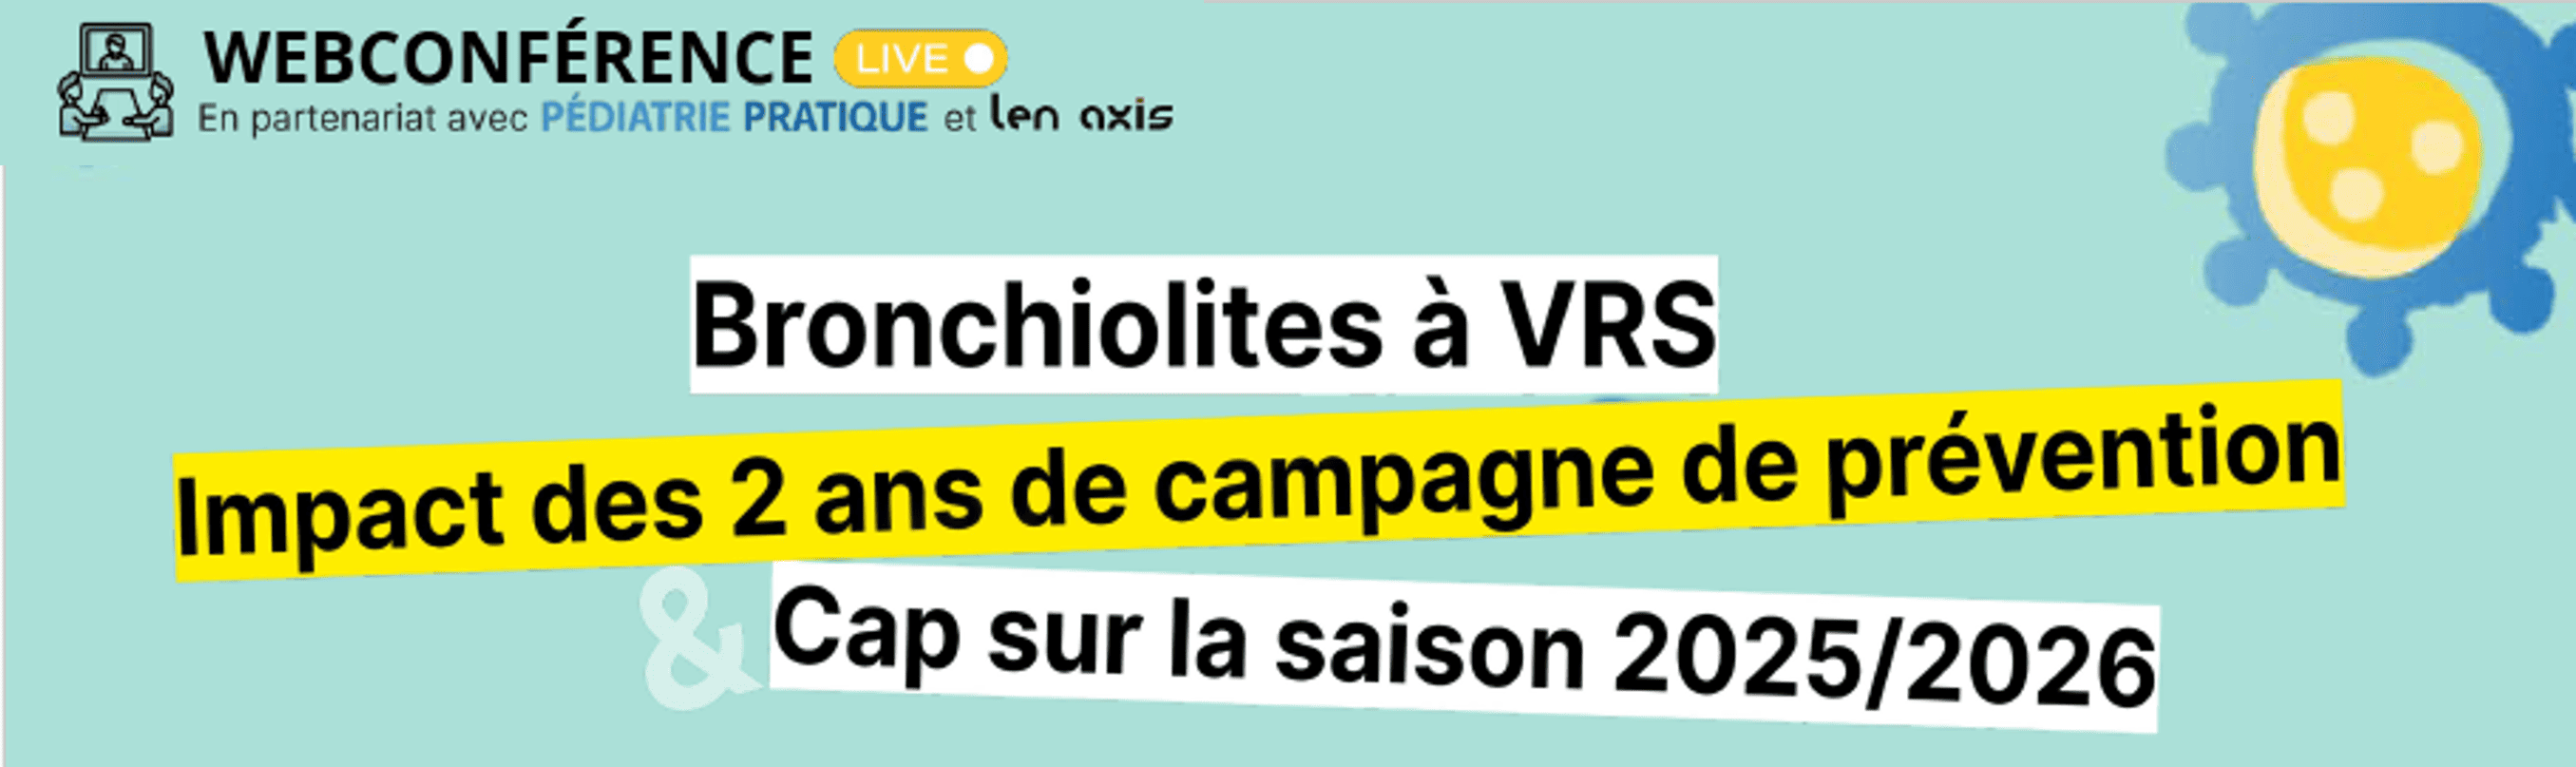 WEBCONFÉRENCE LIVE
En partenariat avec PÉDIATRIE PRATIQUE et len axis
Bronchiolites à VRS
Impact des 2 ans de campagne de prévention
& Cap sur la saison 2025/2026